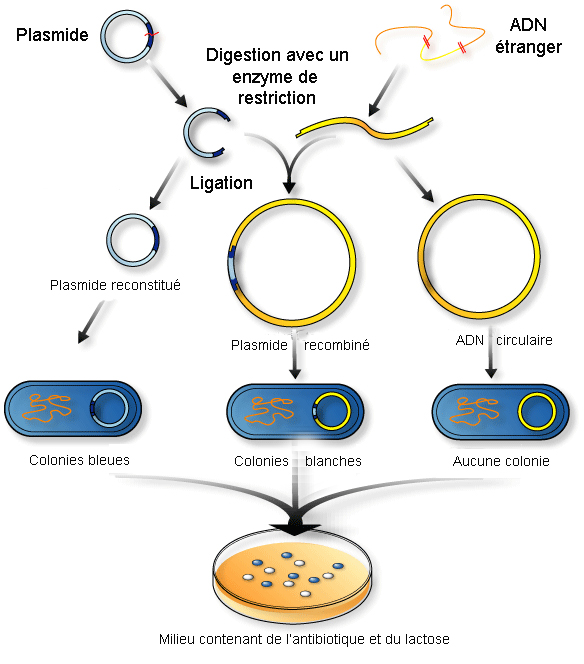 Plasmide
ADN
étranger
Digestion avec un
enzyme de
restriction
Ligation
Plasmide reconstitué
Plasmide recombiné
ADN circulaire
Colonies bleues
Colonies blanches
Aucune colonie
Milieu contenant de l'antibiotique et du lactose